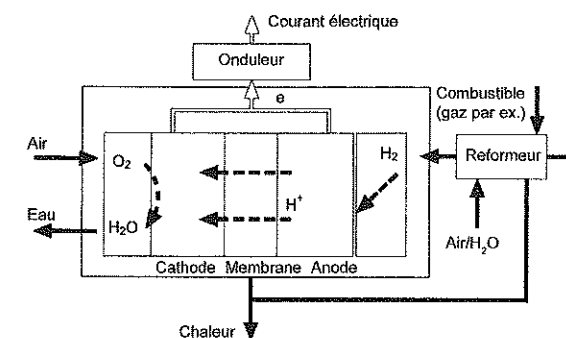 Courant électrique
Onduleur
e
Combustible
(gaz par ex.)
Air
O₂
H₂
Reformeur
H⁺
Eau
H₂O
Air/H₂O
Cathode Membrane Anode
Chaleur